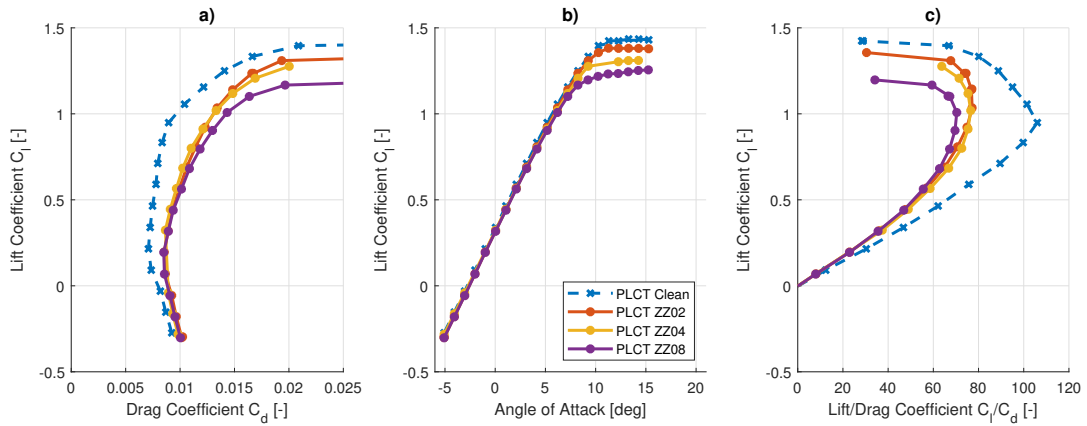 a)
1.5
1
0.5
0
-0.5
Lift Coefficient C_l [-]
0 0.005 0.01 0.015 0.02 0.025
Drag Coefficient C_d [-]
b)
1.5
1
0.5
0
-0.5
Lift Coefficient C_l [-]
-5 0 5 10 15 20
Angle of Attack [deg]
PLCT Clean
PLCT ZZ02
PLCT ZZ04
PLCT ZZ08
c)
1.5
1
0.5
0
-0.5
Lift Coefficient C_l [-]
0 20 40 60 80 100 120
Lift/Drag Coefficient C_l/C_d [-]